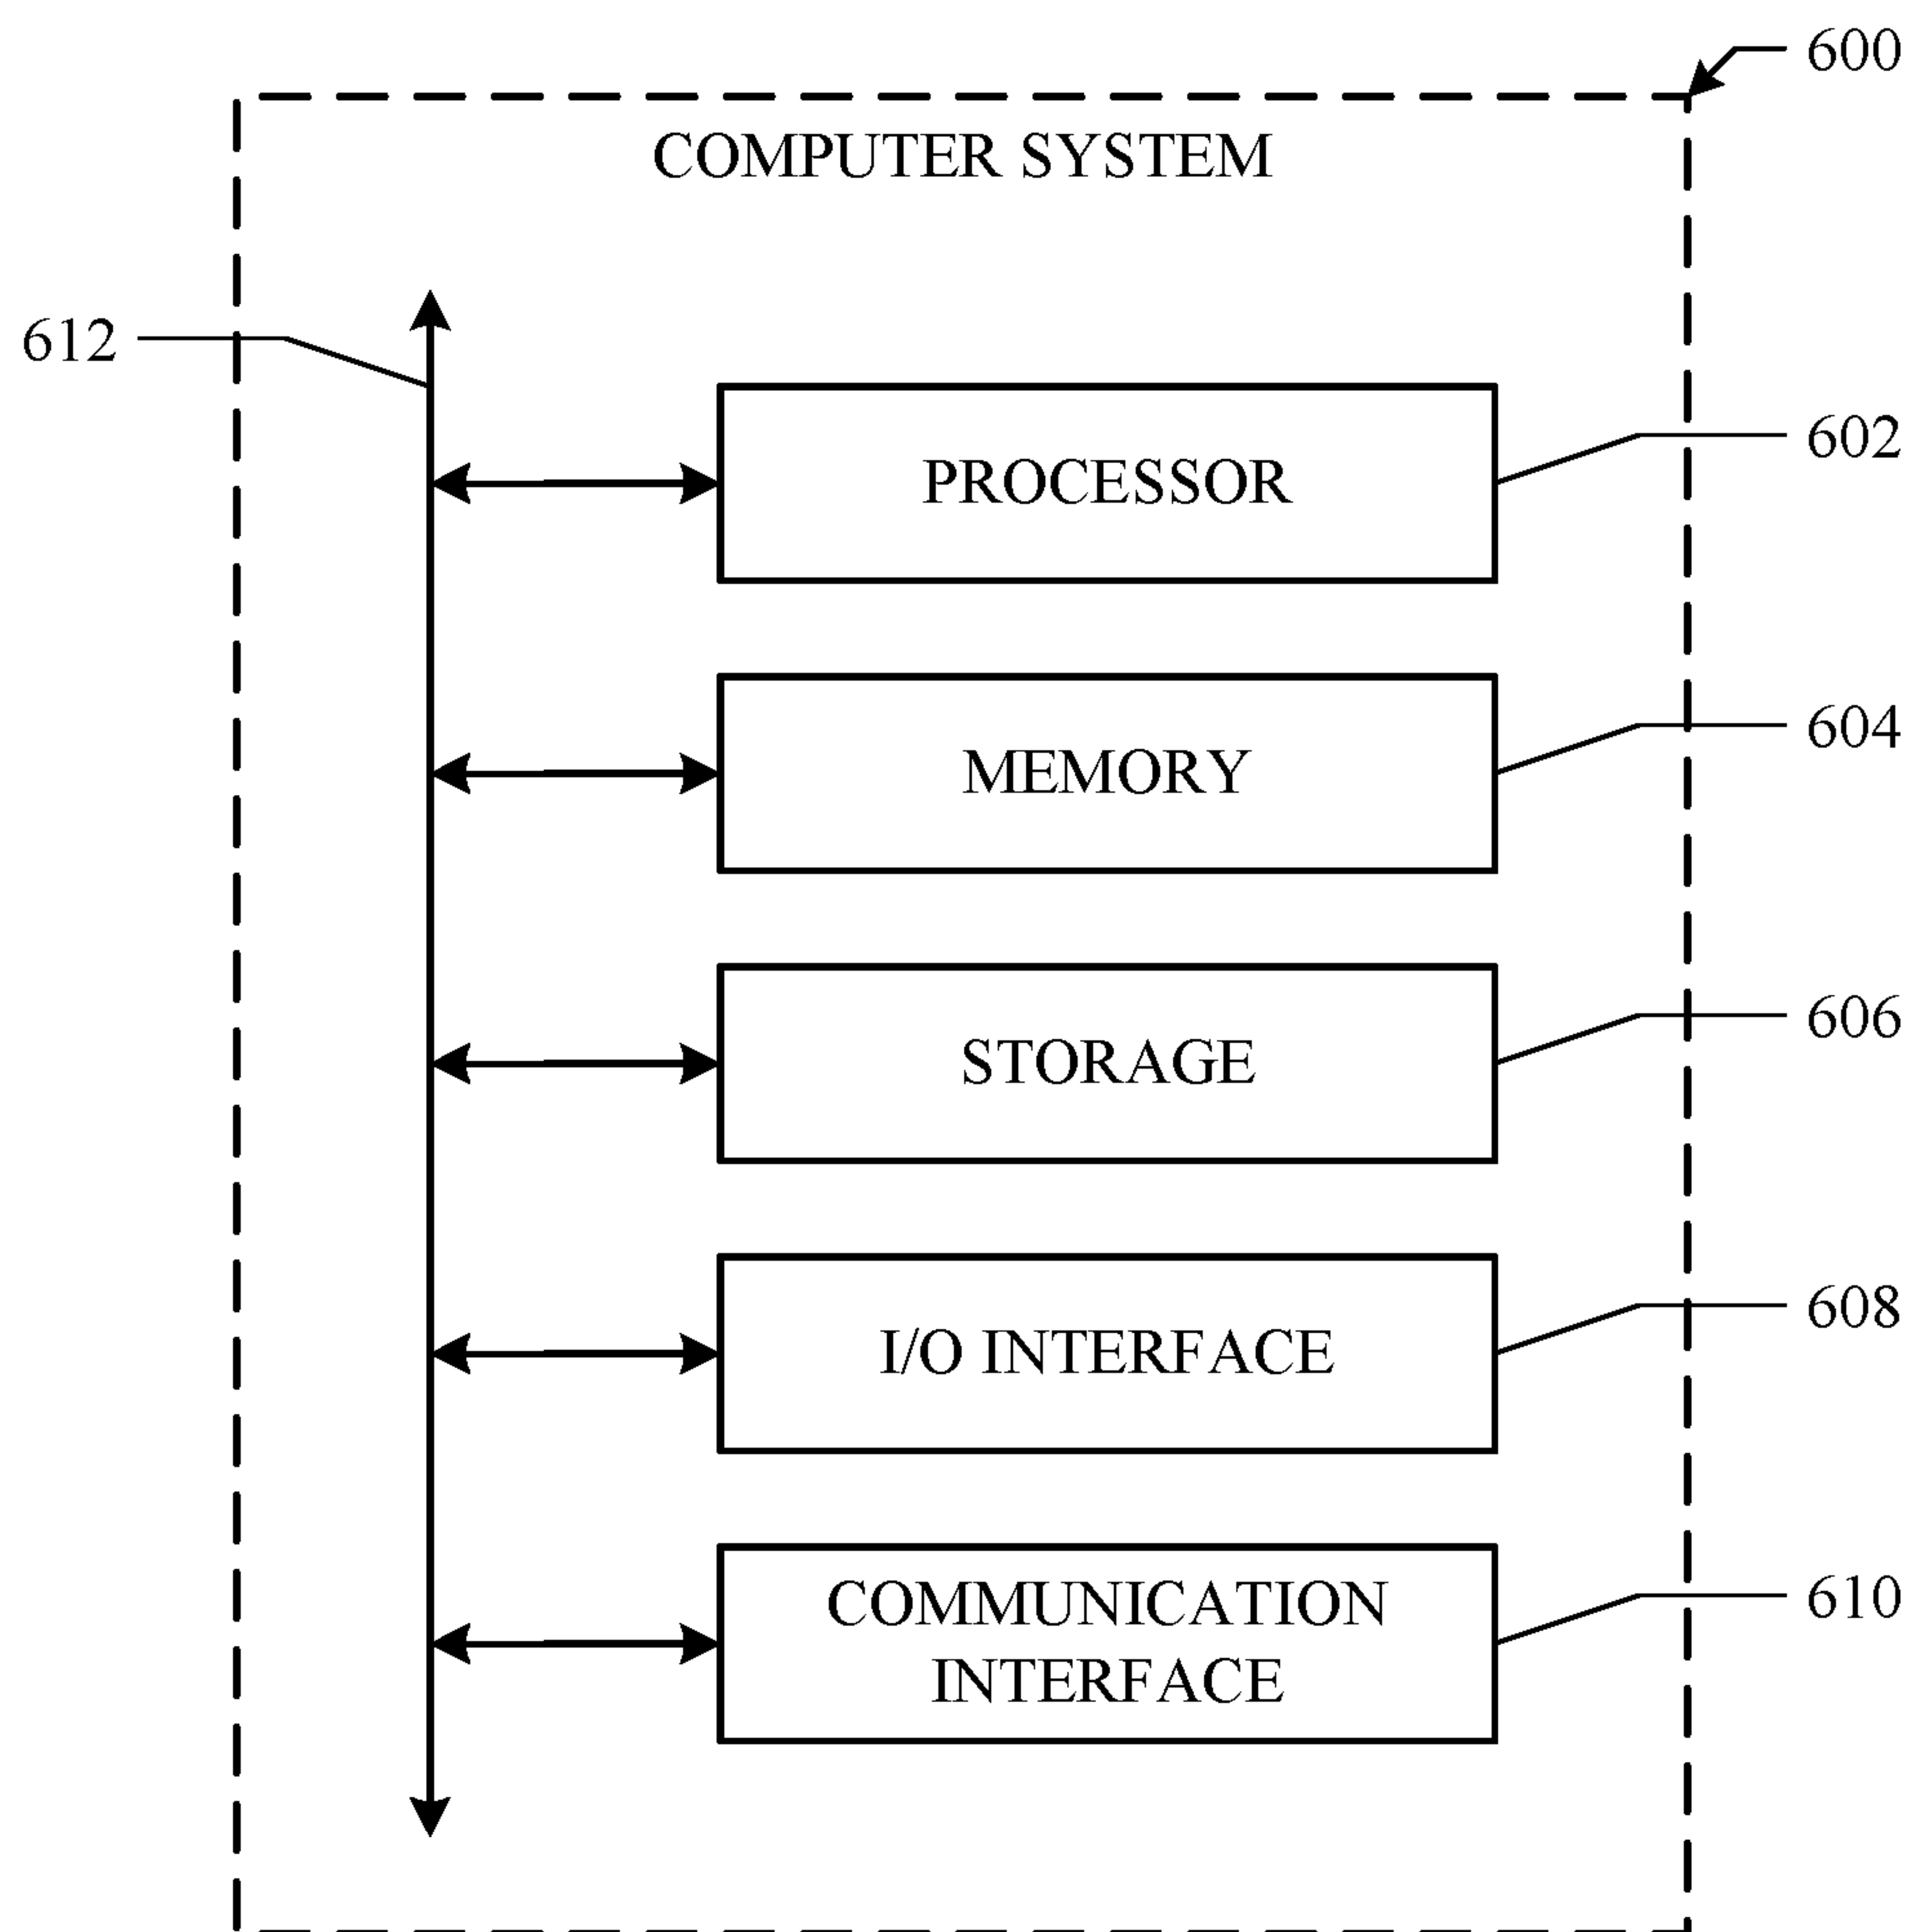 600
COMPUTER SYSTEM
612
602
PROCESSOR
604
MEMORY
606
STORAGE
608
I/O INTERFACE
610
COMMUNICATION
INTERFACE